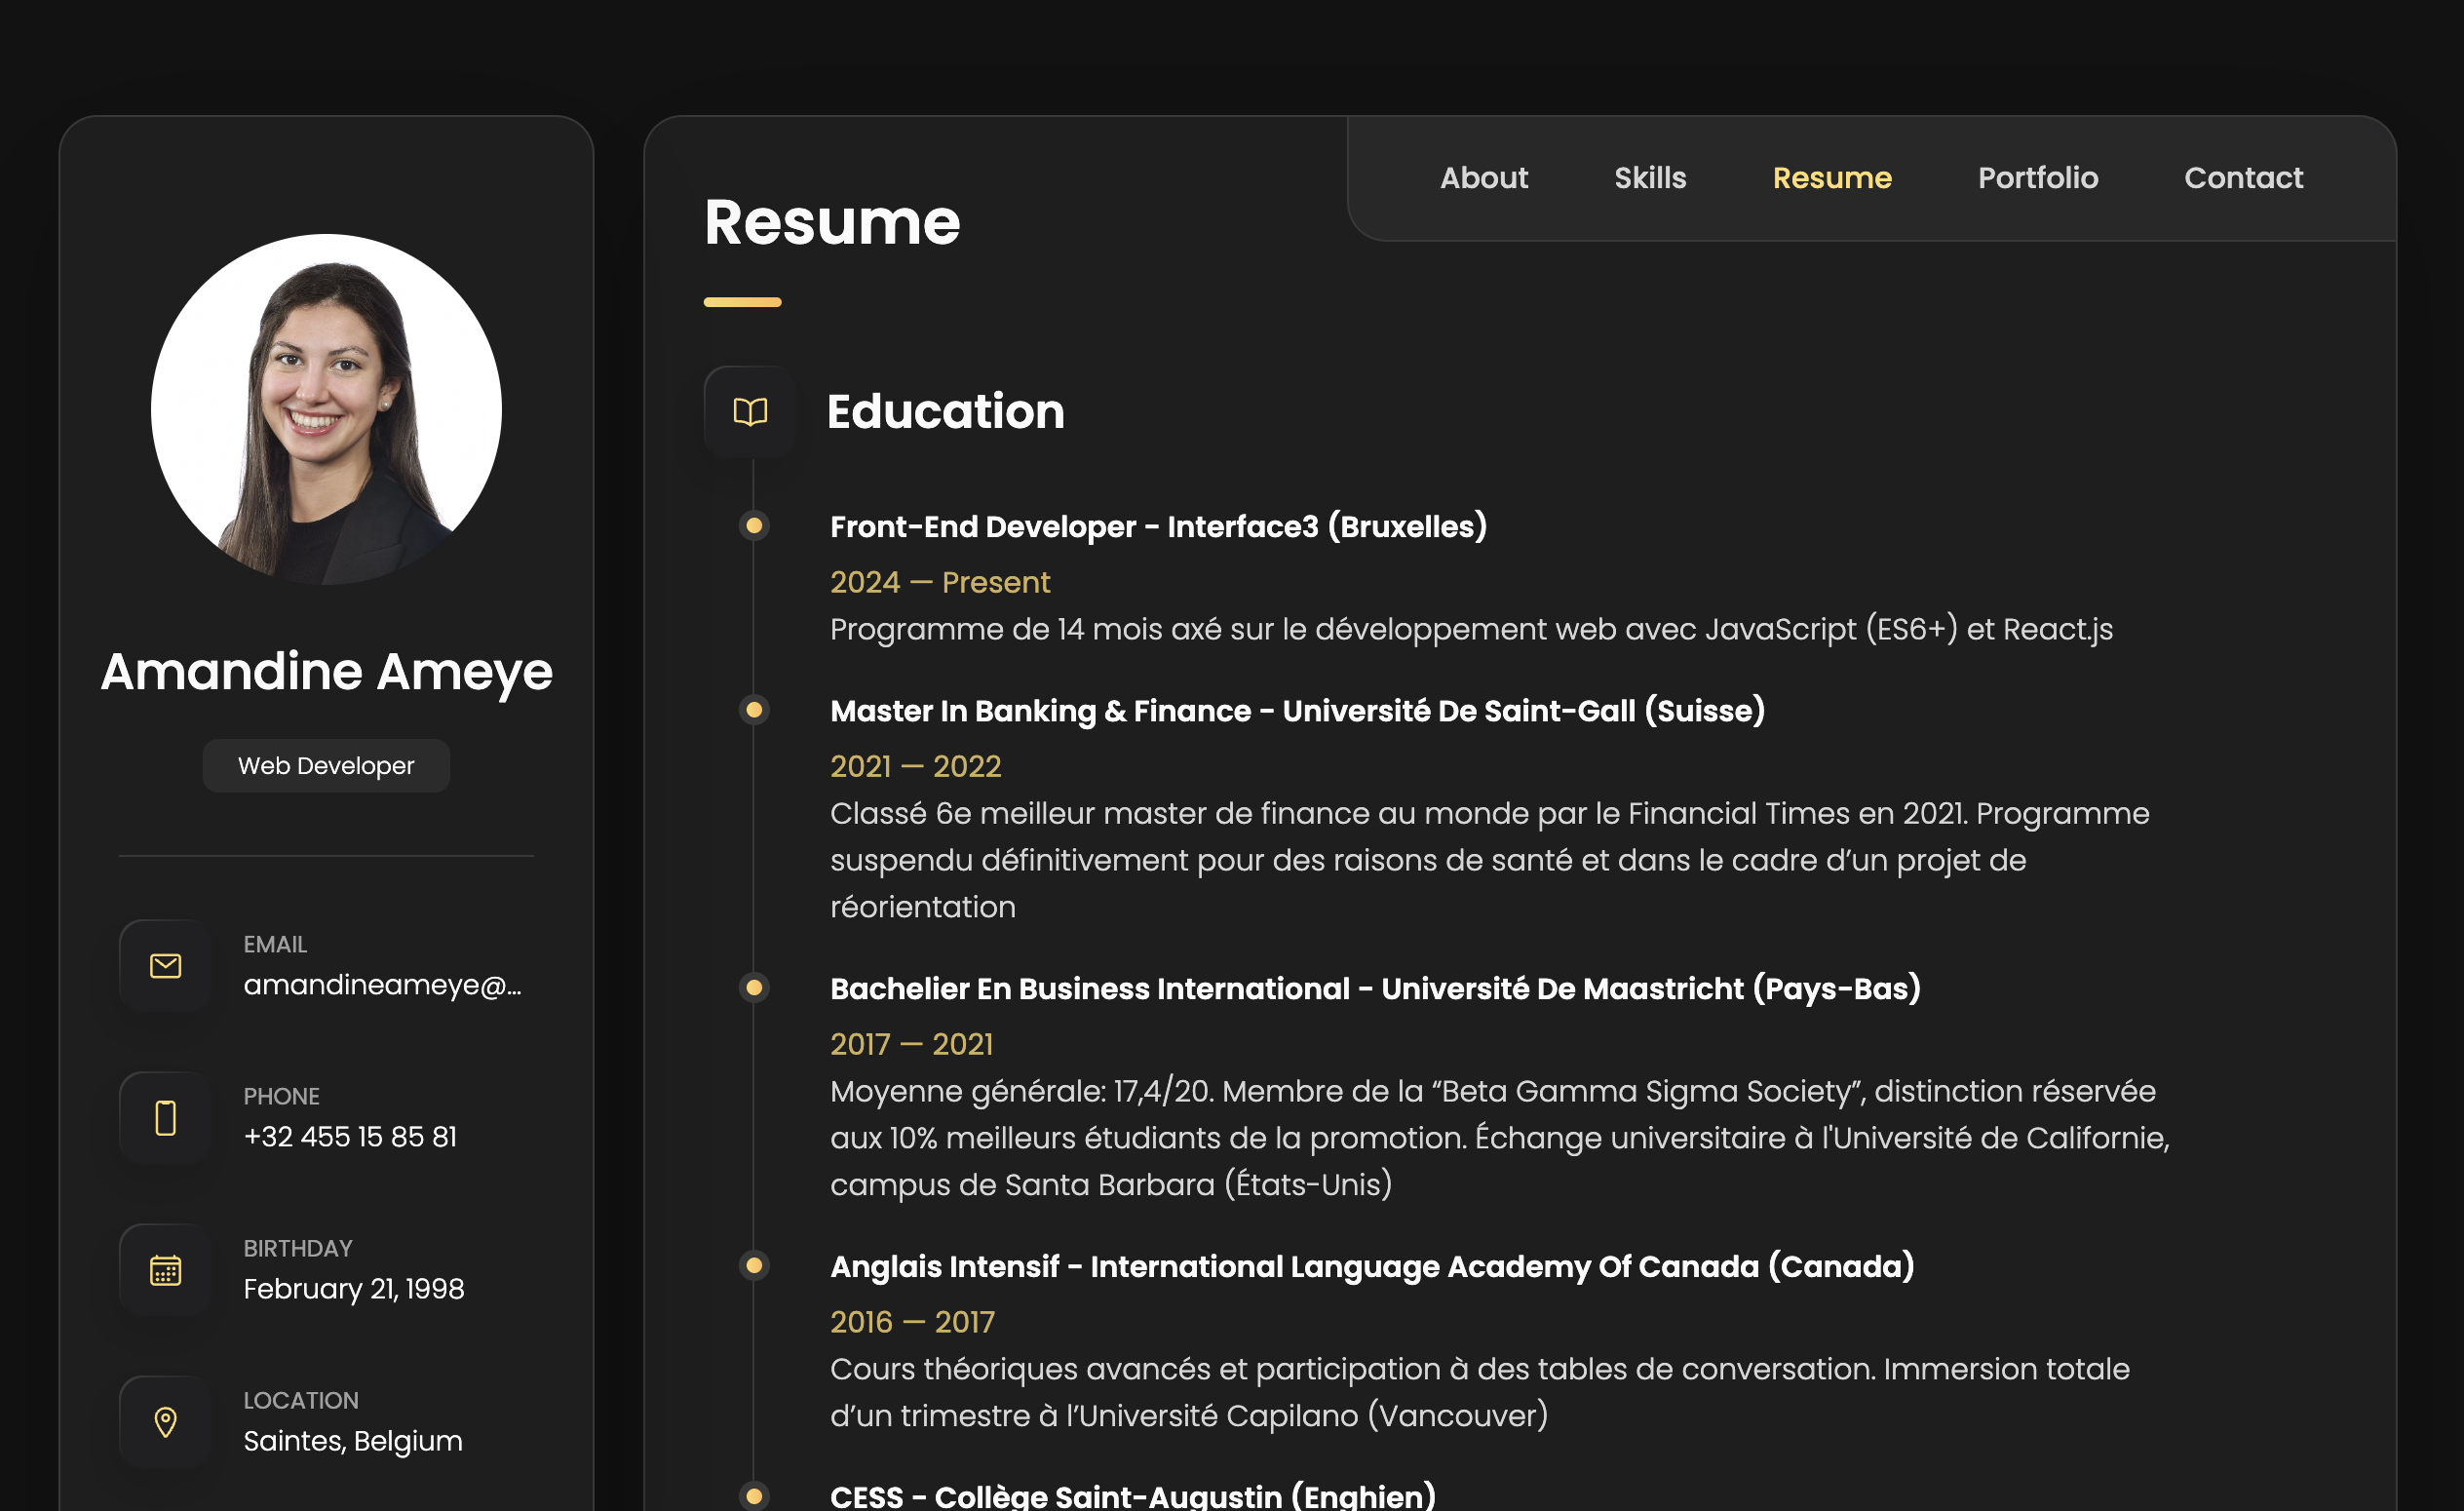 About Skills Resume Portfolio Contact
Resume
Education
Front-End Developer - Interface3 (Bruxelles)
2024 — Present
Programme de 14 mois axé sur le développement web avec JavaScript (ES6+) et React.js
Master In Banking & Finance - Université De Saint-Gall (Suisse)
2021 — 2022
Classé 6e meilleur master de finance au monde par le Financial Times en 2021. Programme
suspendu définitivement pour des raisons de santé et dans le cadre d’un projet de
réorientation
Bachelier En Business International - Université De Maastricht (Pays-Bas)
2017 — 2021
Moyenne générale: 17,4/20. Membre de la “Beta Gamma Sigma Society”, distinction réservée
aux 10% meilleurs étudiants de la promotion. Échange universitaire à l'Université de Californie,
campus de Santa Barbara (États-Unis)
Anglais Intensif - International Language Academy Of Canada (Canada)
2016 — 2017
Cours théoriques avancés et participation à des tables de conversation. Immersion totale
d’un trimestre à l’Université Capilano (Vancouver)
CESS - Collège Saint-Augustin (Enghien)
Amandine Ameye
Web Developer
EMAIL
amandineameye@...
PHONE
+32 455 15 85 81
BIRTHDAY
February 21, 1998
LOCATION
Saintes, Belgium